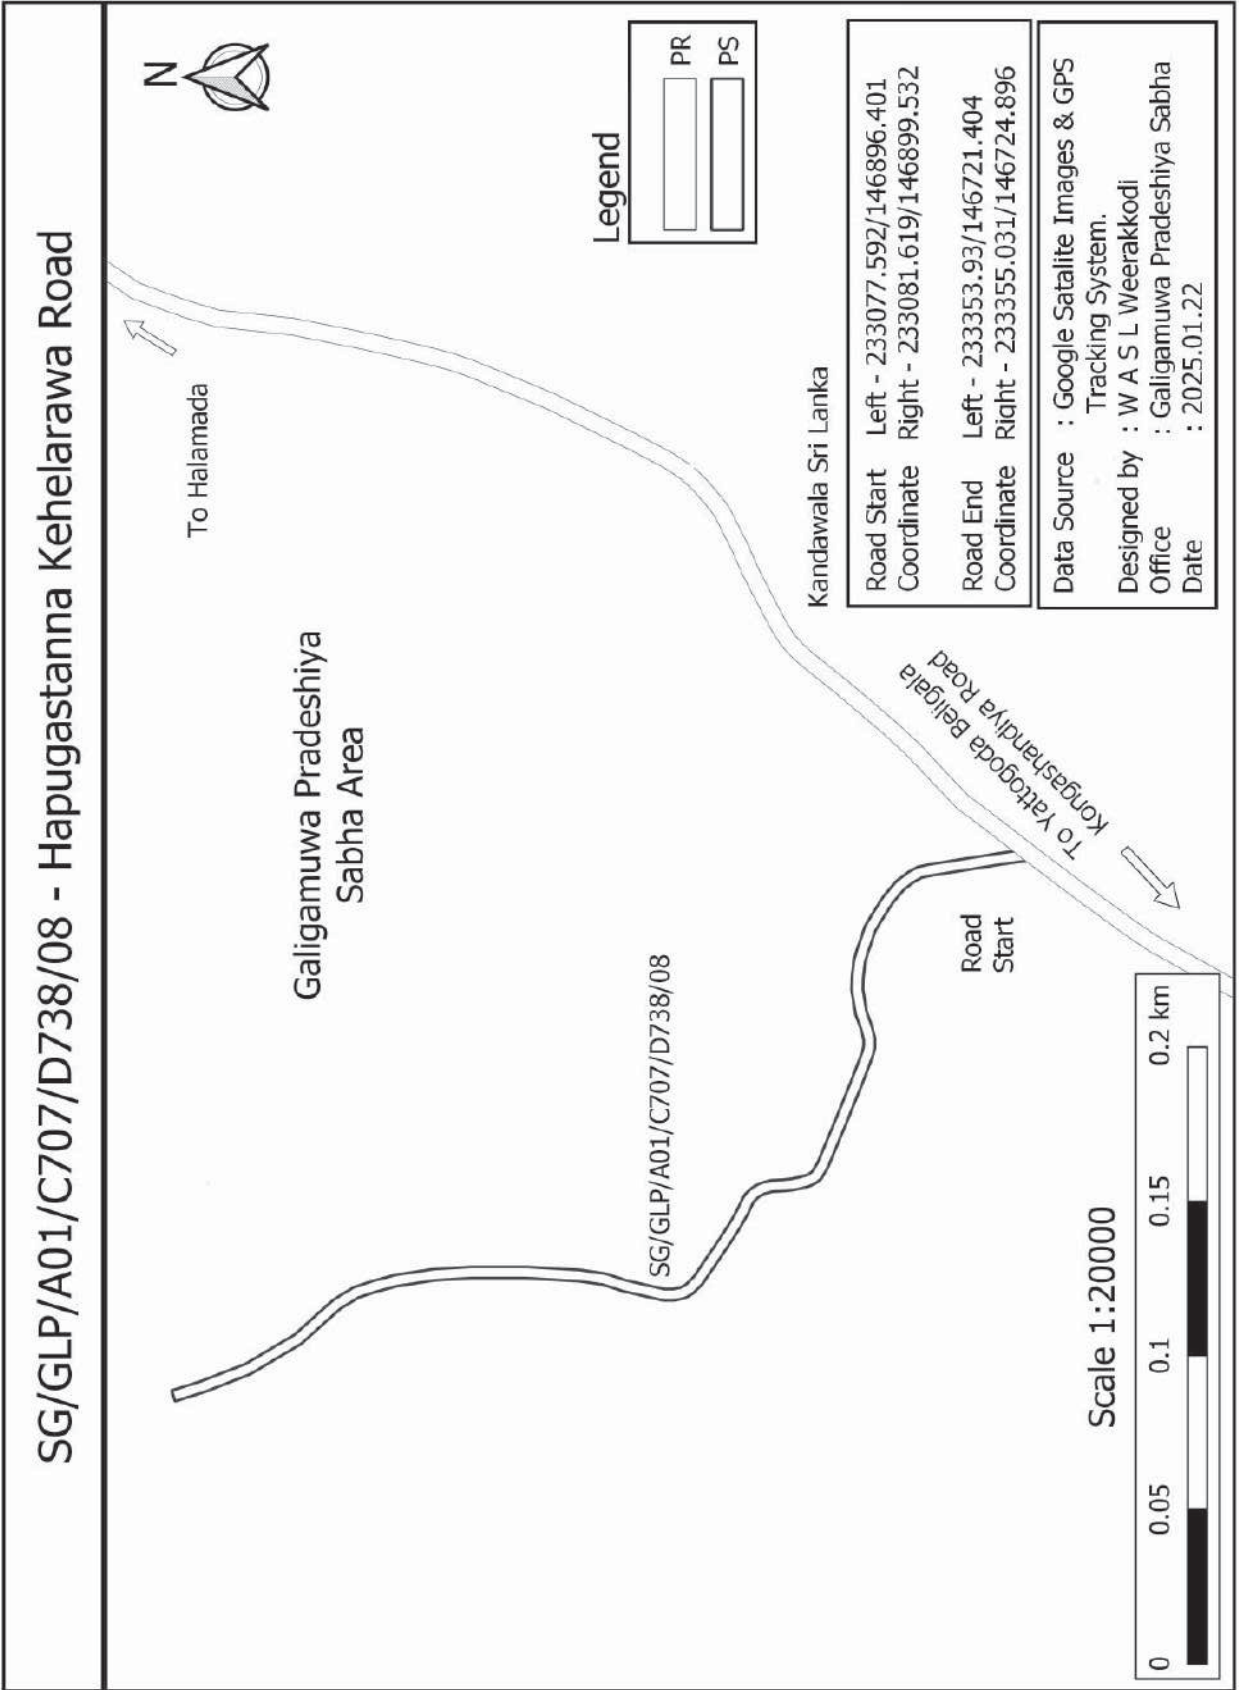 SG/GLP/A01/C707/D738/08 - Hapugastanna Kehelarawa Road
N
To Halamada
Galigamuwa Pradeshiya
Sabha Area
Legend
PR
PS
SG/GLP/A01/C707/D738/08
Kandawala Sri Lanka
Road Start Left - 233077.592/146896.401
Coordinate Right - 233081.619/146899.532
Road End Left - 233353.93/146721.404
Coordinate Right - 233355.031/146724.896
To Yattogoda Beligala
Kongashandiya Road
Road
Start
Data Source : Google Satalite Images & GPS
Tracking System.
Designed by : W A S L Weerakkodi
Office : Galigamuwa Pradeshiya Sabha
Date : 2025.01.22
Scale 1:20000
0 0.05 0.1 0.15 0.2 km